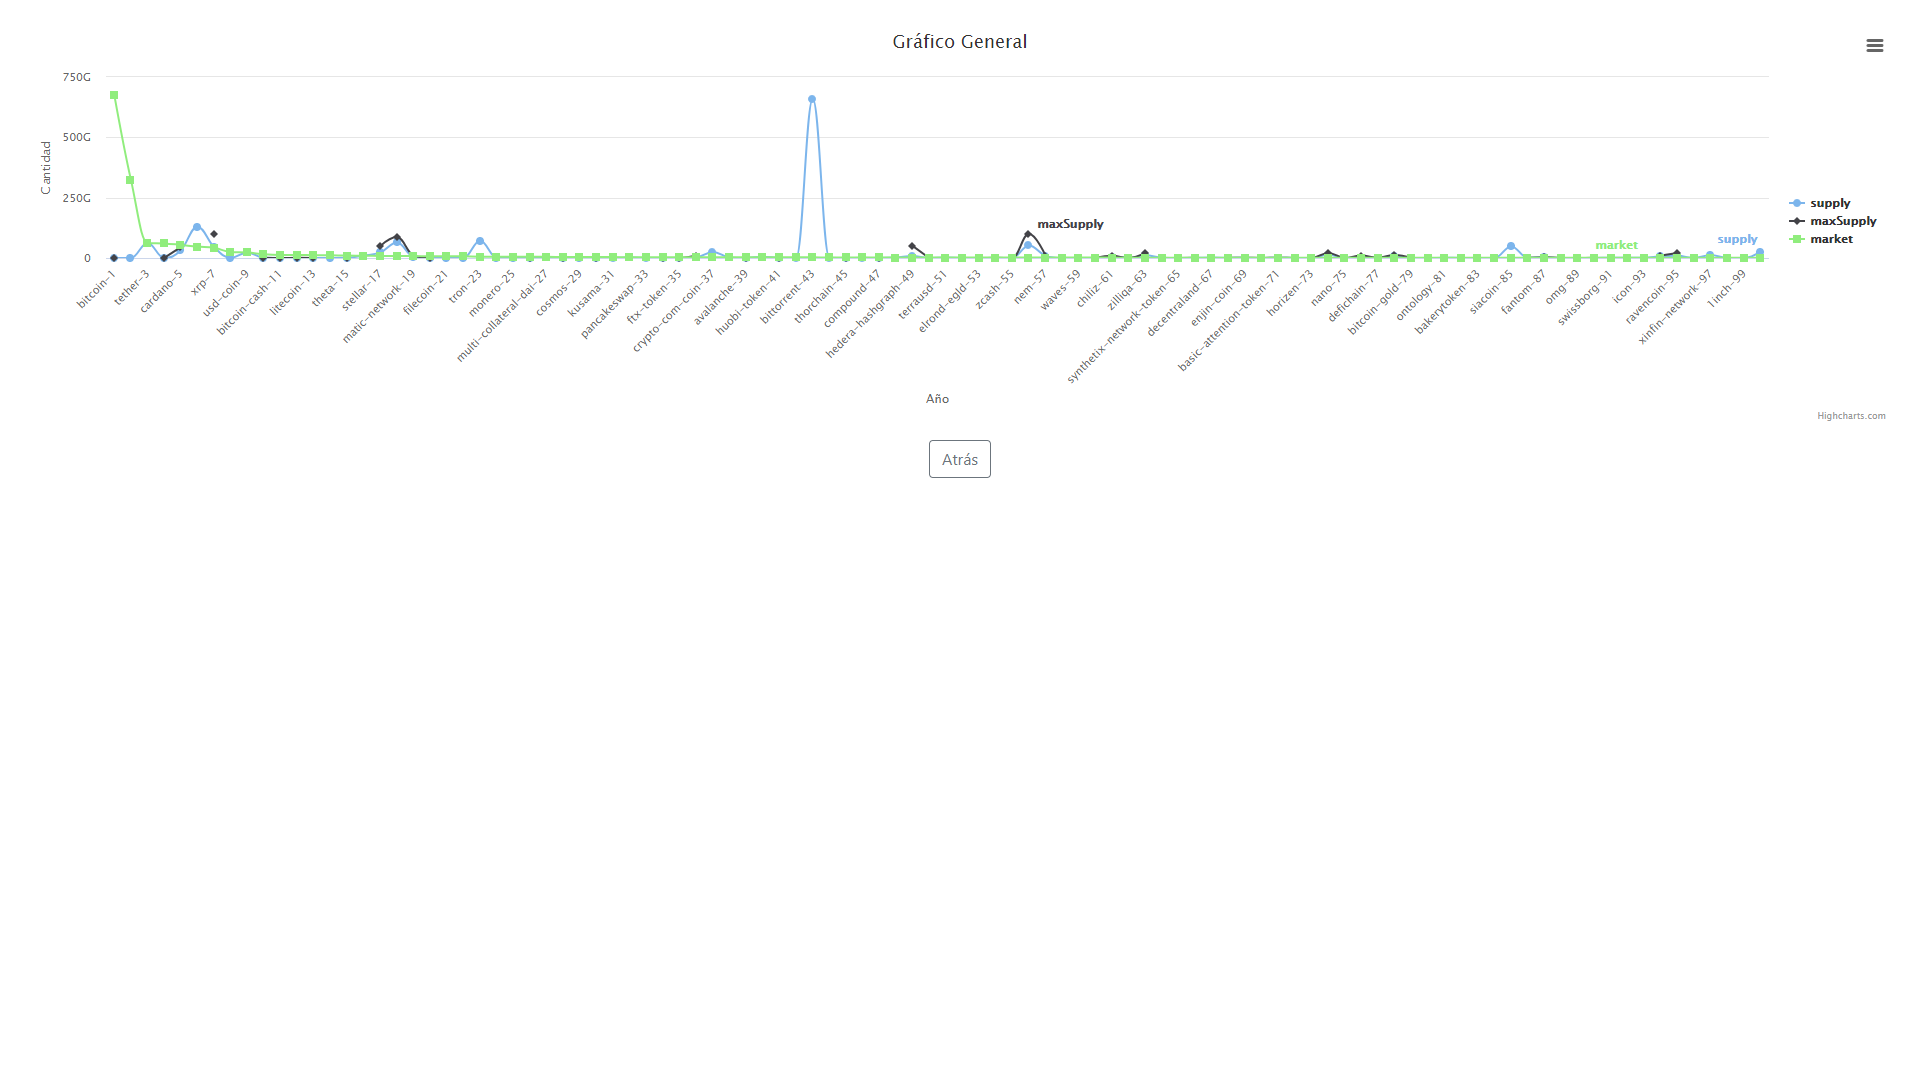 Gráfico General
750G
500G
250G
0
Cantidad
maxSupply
market
supply
supply
maxSupply
market
bitcoin-1
tether-3
cardano-5
xrp-7
usd-coin-9
bitcoin-cash-11
litecoin-13
theta-15
stellar-17
matic-network-19
filecoin-21
tron-23
monero-25
multi-collateral-dai-27
cosmos-29
kusama-31
pancakeswap-33
ftx-token-35
crypto-com-coin-37
avalanche-39
huobi-token-41
bittorrent-43
thorchain-45
compound-47
hedera-hashgraph-49
terrausd-51
elrond-egld-53
zcash-55
nem-57
waves-59
chiliz-61
zilliqa-63
synthetix-network-token-65
decentraland-67
enjin-coin-69
basic-attention-token-71
horizen-73
nano-75
defichain-77
bitcoin-gold-79
ontology-81
bakerytoken-83
siacoin-85
fantom-87
omg-89
swissborg-91
icon-93
ravencoin-95
xinfin-network-97
1inch-99
Año
Highcharts.com
Atrás